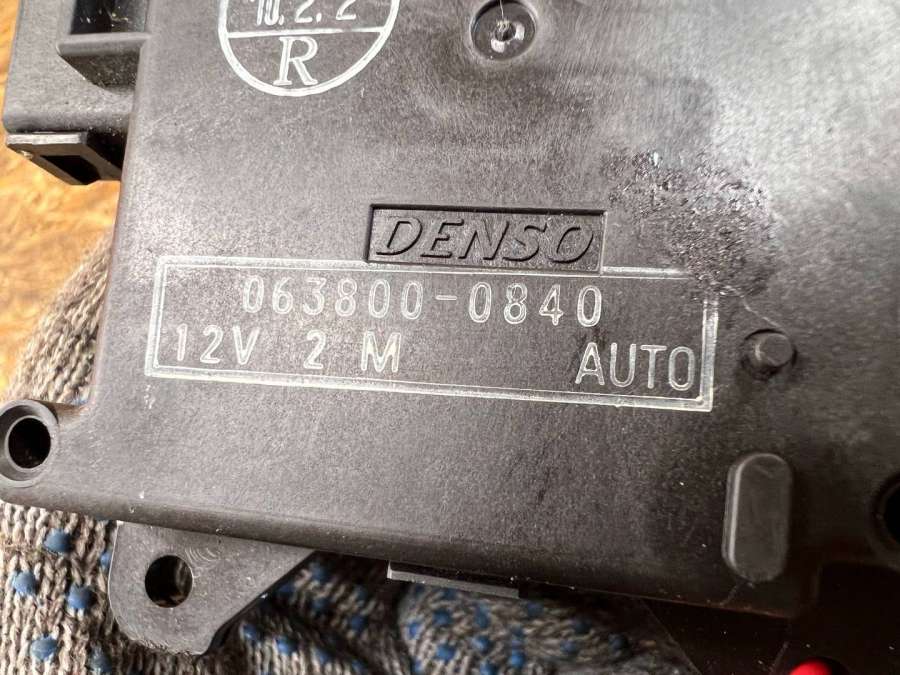 10.2.2
R
DENSO
063800-0840
12V 2 M AUTO